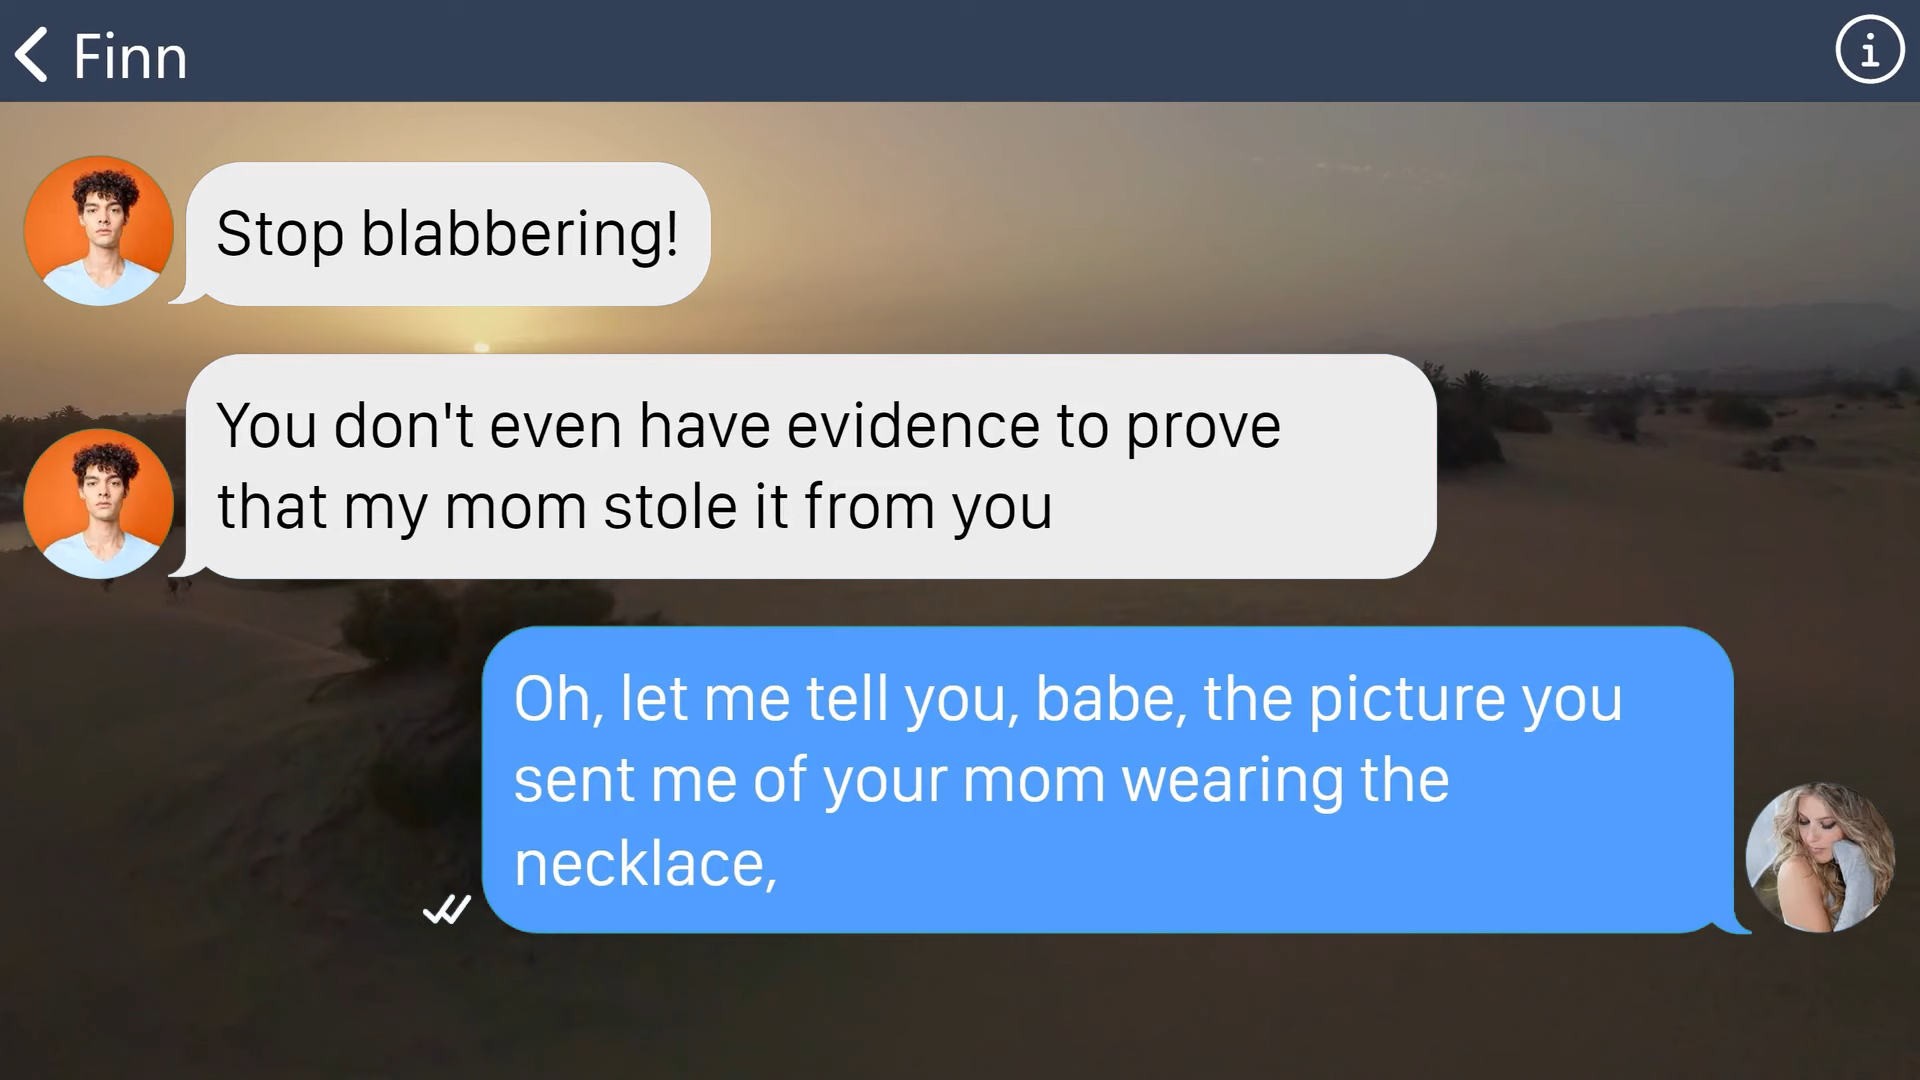 Finn
i
Stop blabbering!
You don't even have evidence to prove
that my mom stole it from you
Oh, let me tell you, babe, the picture you
sent me of your mom wearing the
necklace,